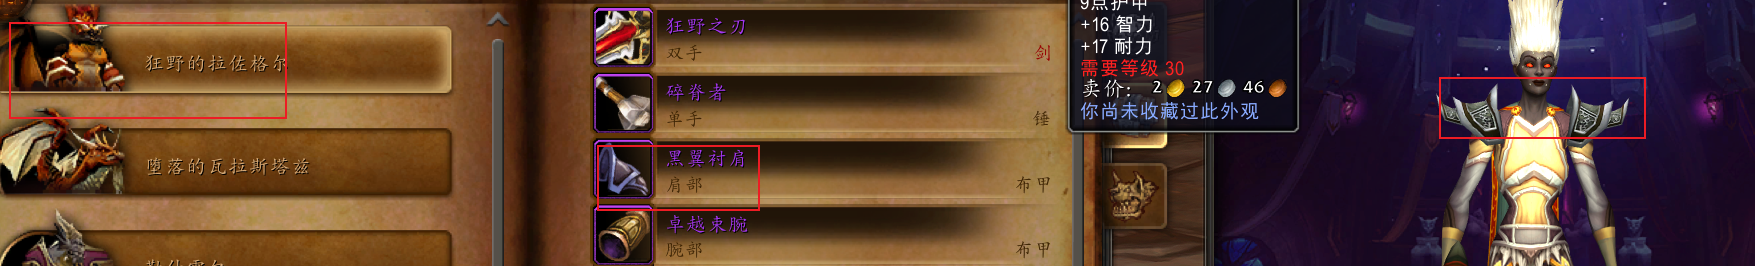 狂野的拉佐格尔
堕落的瓦拉斯塔兹
狂野之刃
双手 剑
碎脊者
单手 锤
黑翼衬肩
肩部 布甲
卓越束腕
腕部 布甲
9点护甲
+16 智力
+17 耐力
需要等级 30
卖价： 2 27 46
你尚未收藏过此外观